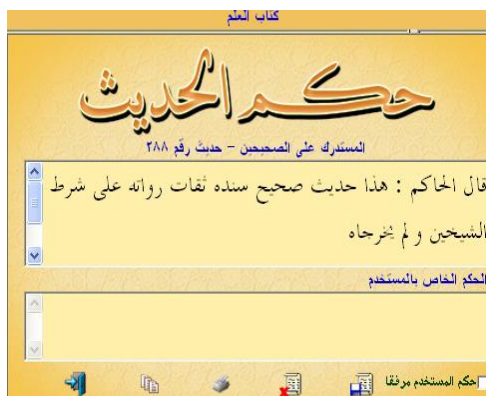 كتاب العلم
حكم الحديث
المستدرك على الصحيحين - حديث رقم ٢٨٨
قال الحاكم : هذا حديث صحيح سنده ثقات رواته على شرط
الشيخين و لم يخرجاه
الحكم الخاص بالمستخدم
حكم المستخدم مرفقا